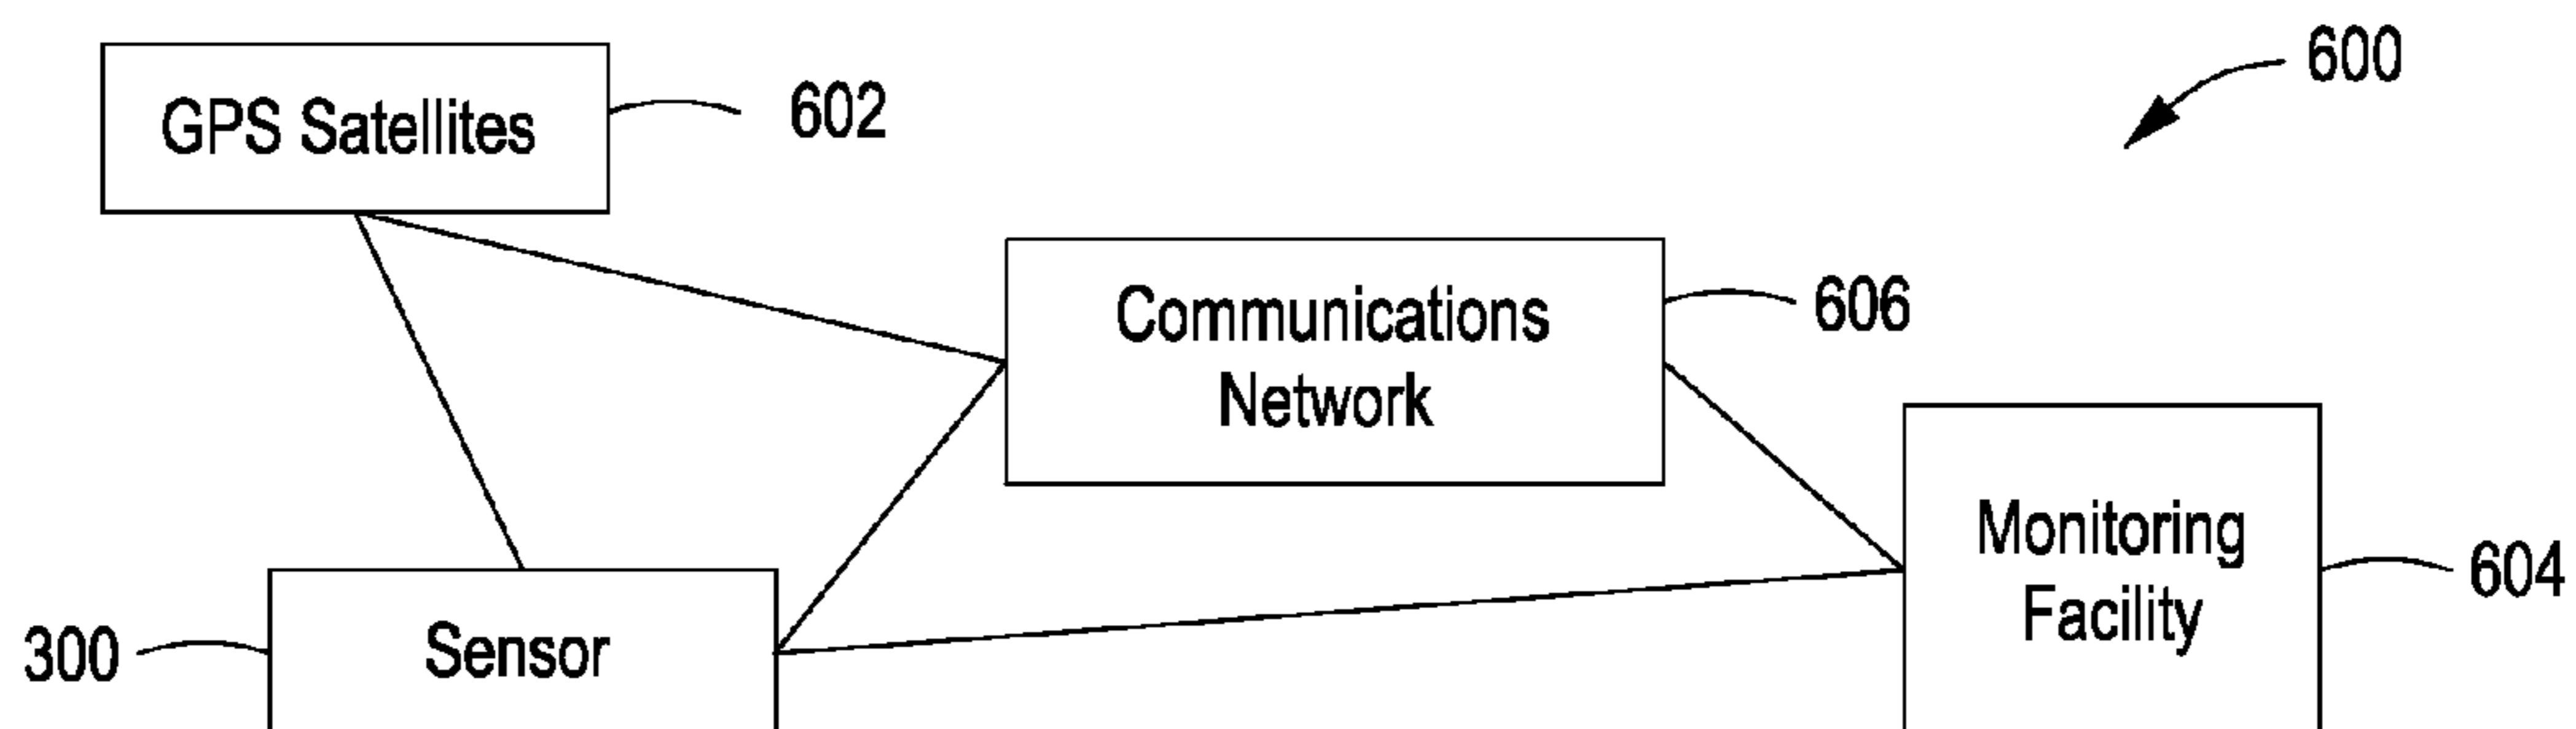 600
GPS Satellites
602
Communications
Network
606
Monitoring
Facility
604
300
Sensor